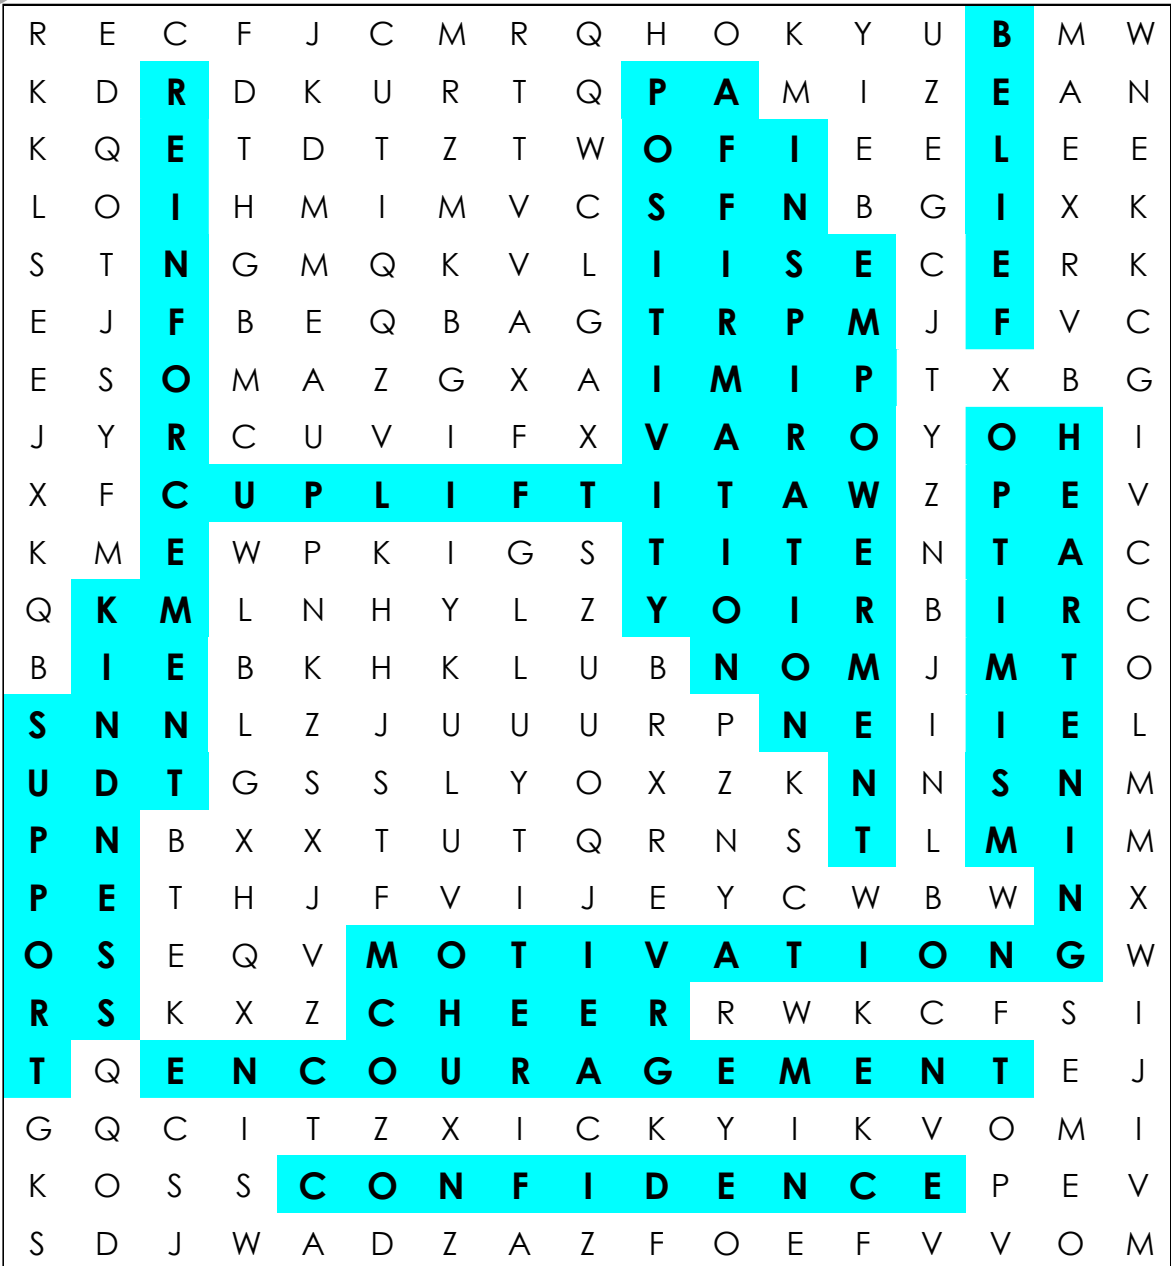 R E C F J C M R Q H O K Y U B M W
K D R D K U R T Q P A M I Z E A N
K Q E T D T Z T W O F I E E L E E
L O I H M I M V C S F N B G I X K
S T N G M Q K V L I I S E C E R K
E J F B E Q B A G T R P M J F V C
E S O M A Z G X A I M I P T X B G
J Y R C U V I F X V A R O Y O H I
X F C U P L I F T I T A W Z P E V
K M E W P K I G S T I T E N T A C
Q K M L N H Y L Z Y O I R B I R C
B I E B K H K L U B N O M J M T O
S N N L Z J U U U R P N E I I E L
U D T G S S L Y O X Z K N N S N M
P N B X X T U T Q R N S T L M I M
P E T H J F V I J E Y C W B W N X
O S E Q V M O T I V A T I O N G W
R S K X Z C H E E R R W K C F S I
T Q E N C O U R A G E M E N T E J
G Q C I T Z X I C K Y I K V O M I
K O S S C O N F I D E N C E P E V
S D J W A D Z A Z F O E F V V O M